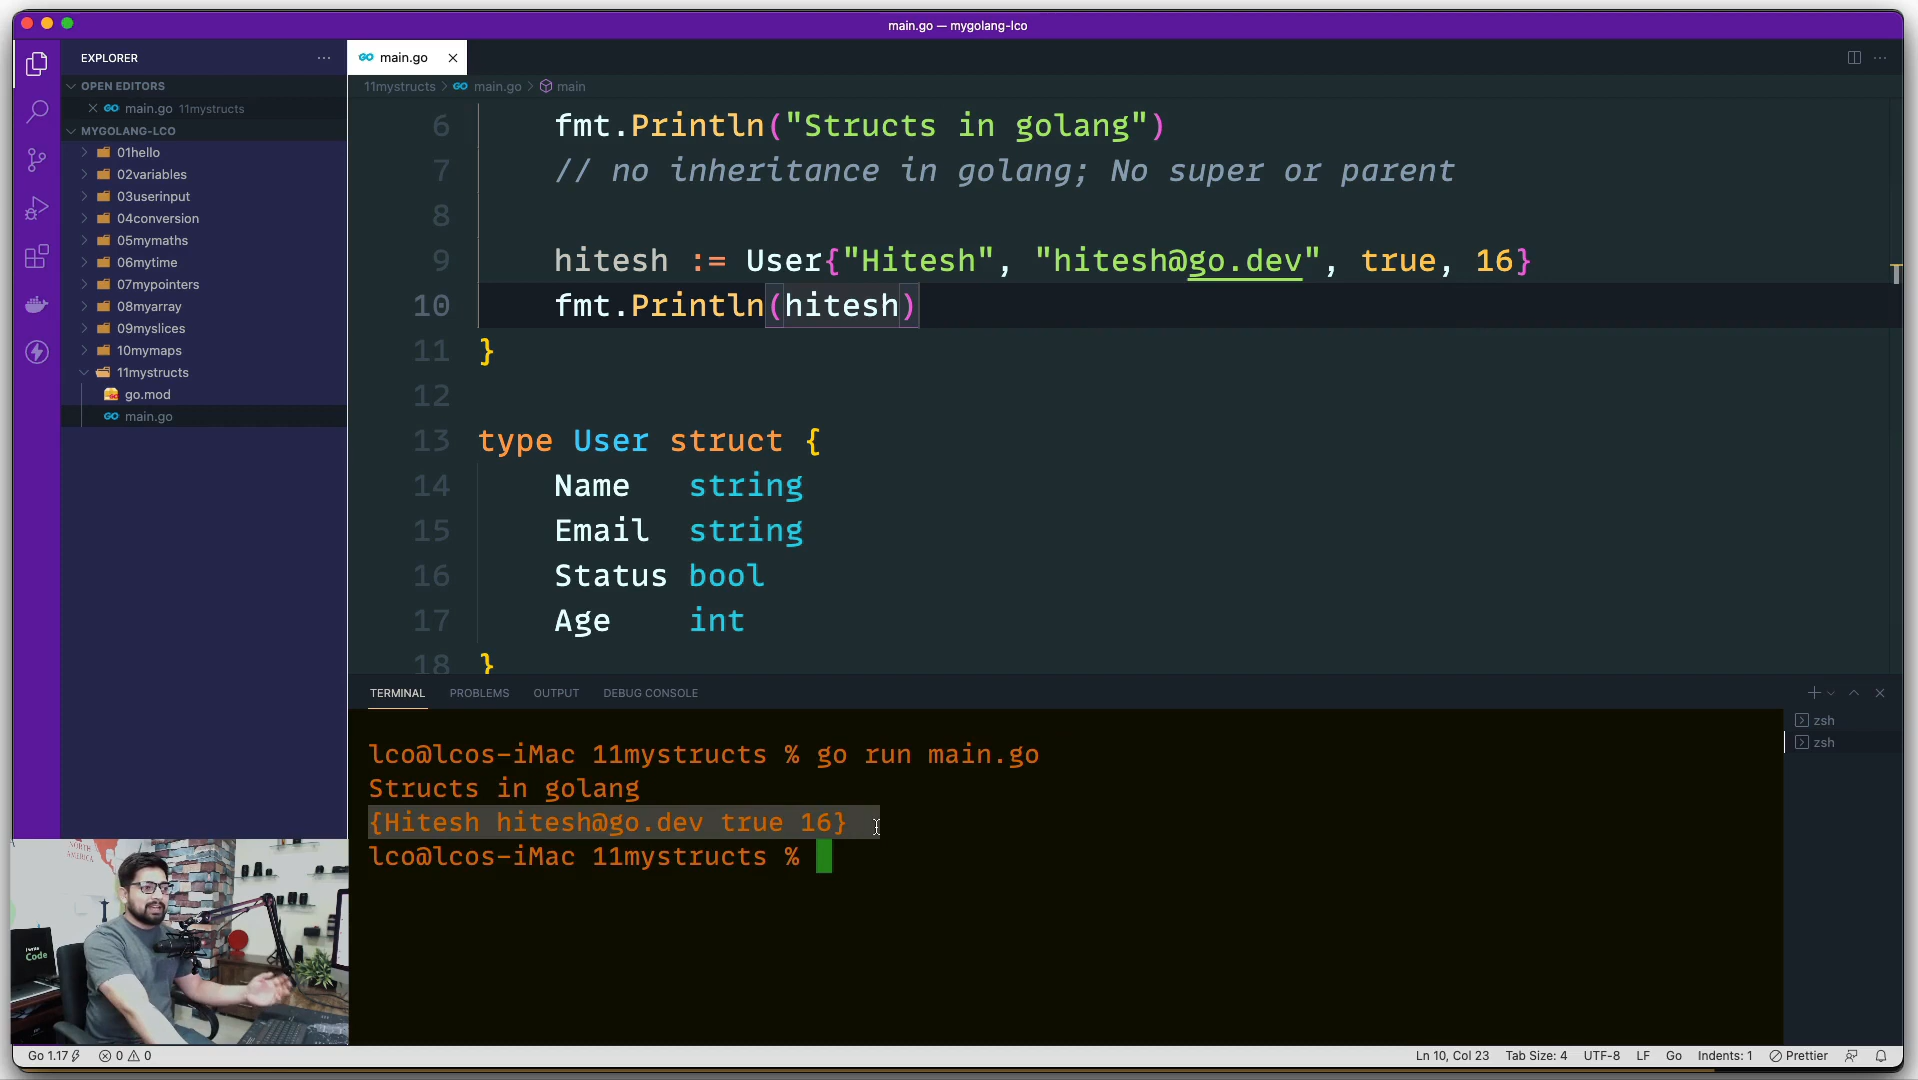 main.go — mygolang-lco
EXPLORER
OPEN EDITORS
main.go 11mystructs
MYGOLANG-LCO
01hello
02variables
03userinput
04conversion
05mymaths
06mytime
07mypointers
08myarray
09myslices
10mymaps
11mystructs
go.mod
main.go
main.go
11mystructs > main.go > main
6 fmt.Println("Structs in golang")
7 // no inheritance in golang; No super or parent
8
9 hitesh := User{"Hitesh", "hitesh@go.dev", true, 16}
10 fmt.Println(hitesh)
11 }
12
13 type User struct {
14 Name string
15 Email string
16 Status bool
17 Age int
18 }
TERMINAL PROBLEMS OUTPUT DEBUG CONSOLE
zsh
zsh
lco@lcos-iMac 11mystructs % go run main.go
Structs in golang
{Hitesh hitesh@go.dev true 16}
lco@lcos-iMac 11mystructs %
NORTH
AMERICA
I write
Code
Go 1.17 0 0 Ln 10, Col 23 Tab Size: 4 UTF-8 LF Go Indents: 1 Prettier